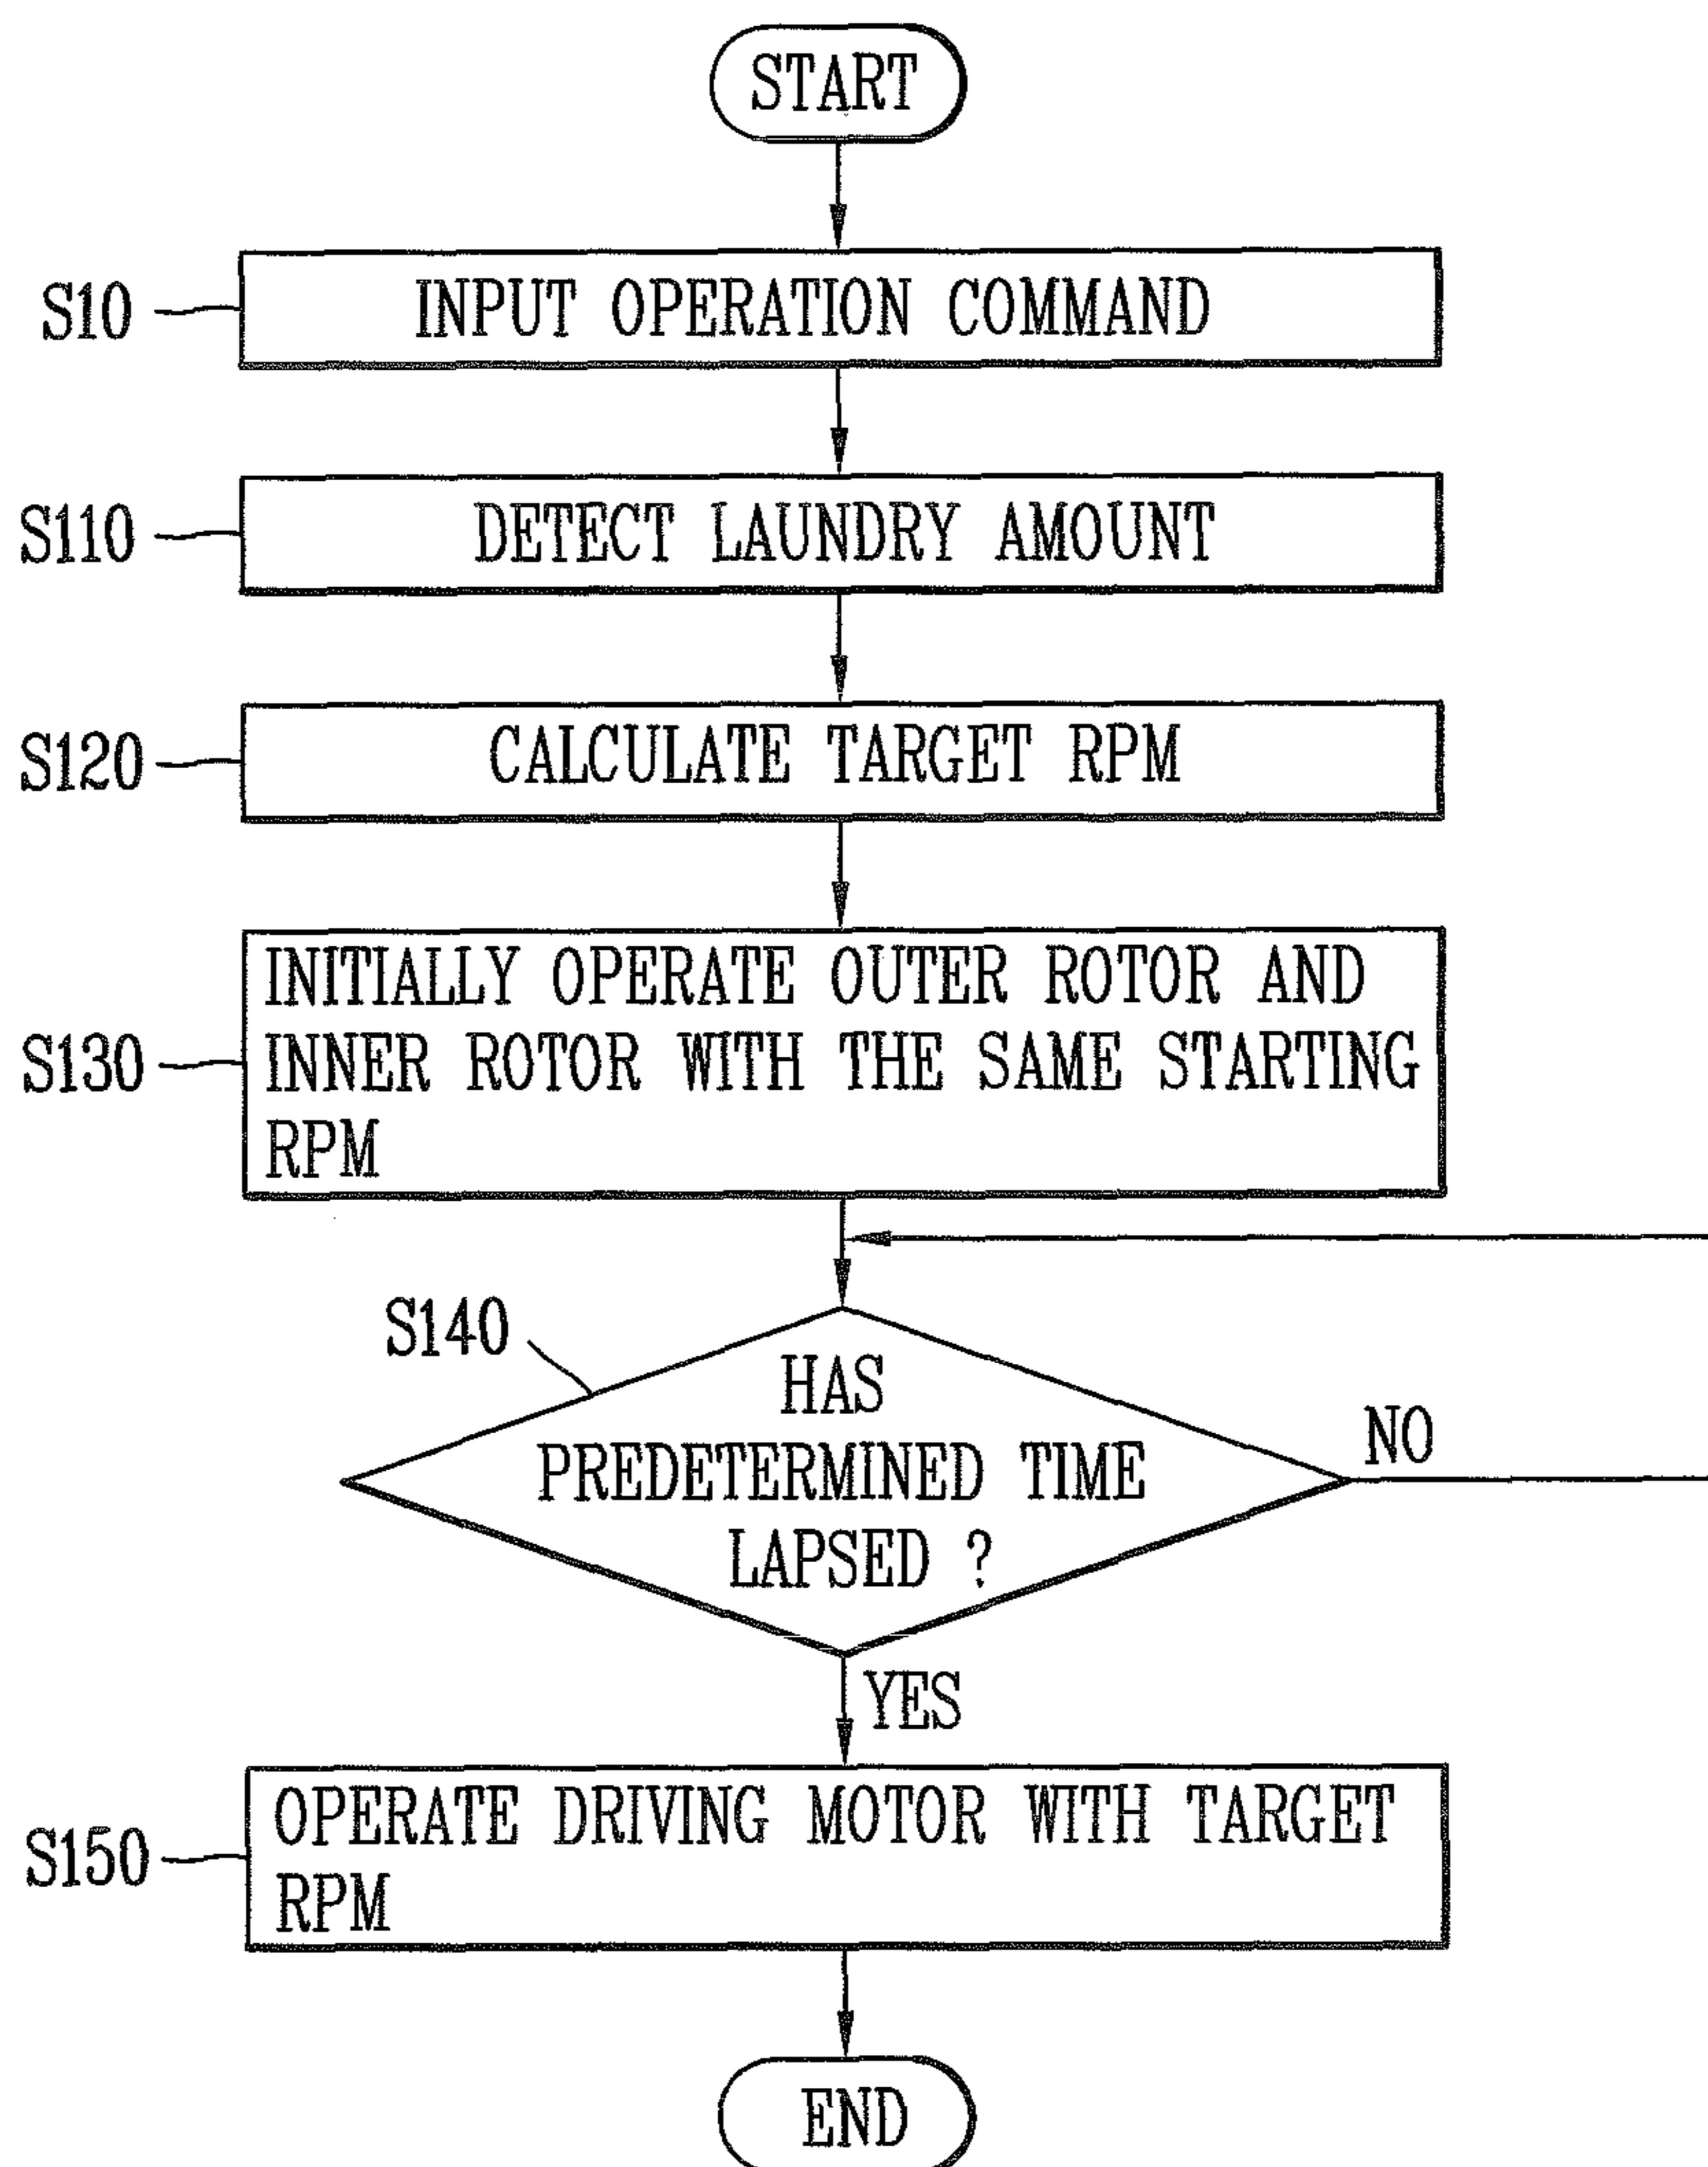 START
S10
INPUT OPERATION COMMAND
S110
DETECT LAUNDRY AMOUNT
S120
CALCULATE TARGET RPM
S130
INITIALLY OPERATE OUTER ROTOR AND
INNER ROTOR WITH THE SAME STARTING
RPM
S140
HAS
PREDETERMINED TIME
LAPSED ?
NO
YES
S150
OPERATE DRIVING MOTOR WITH TARGET
RPM
END